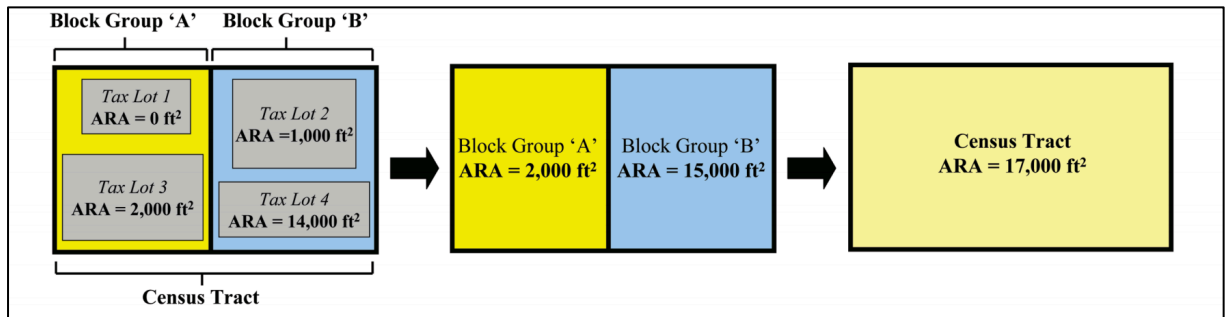 Block Group ‘A’
Block Group ‘B’
Tax Lot 1
ARA = 0 ft²
Tax Lot 2
ARA =1,000 ft²
Tax Lot 3
ARA = 2,000 ft²
Tax Lot 4
ARA = 14,000 ft²
Census Tract
Block Group ‘A’
ARA = 2,000 ft²
Block Group ‘B’
ARA = 15,000 ft²
Census Tract
ARA = 17,000 ft²